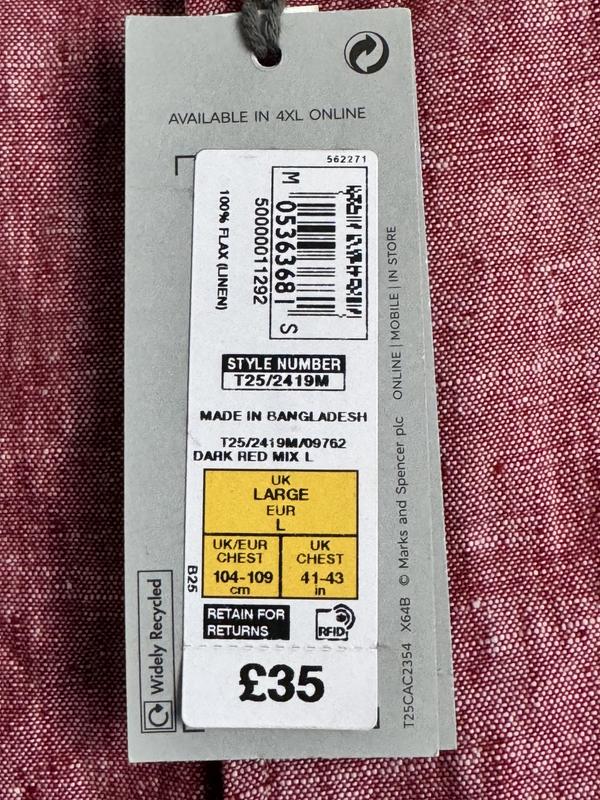 AVAILABLE IN 4XL ONLINE
562271
M 05363681 S
50000011292
100% FLAX (LINEN)
STYLE NUMBER
T25/2419M
MADE IN BANGLADESH
T25/2419M/09762
DARK RED MIX L
UK
LARGE
EUR
L
UK/EUR
CHEST
104-109
cm
UK
CHEST
41-43
in
B25
RETAIN FOR
RETURNS
RFID
£35
Widely Recycled
T25CAC2354 X64B © Marks and Spencer plc ONLINE | MOBILE | IN STORE